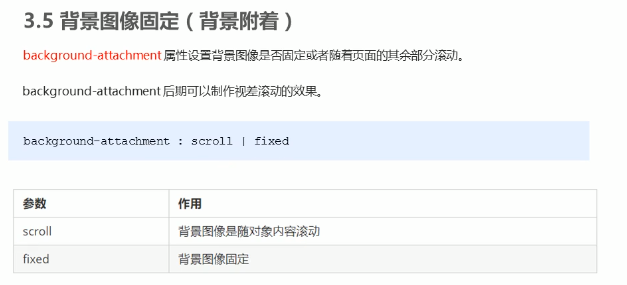 3.5 背景图像固定（背景附着）
background-attachment 属性设置背景图像是否固定或者随着页面的其余部分滚动。
background-attachment 后期可以制作视差滚动的效果。
background-attachment : scroll | fixed
参数 作用
scroll 背景图像是随对象内容滚动
fixed 背景图像固定